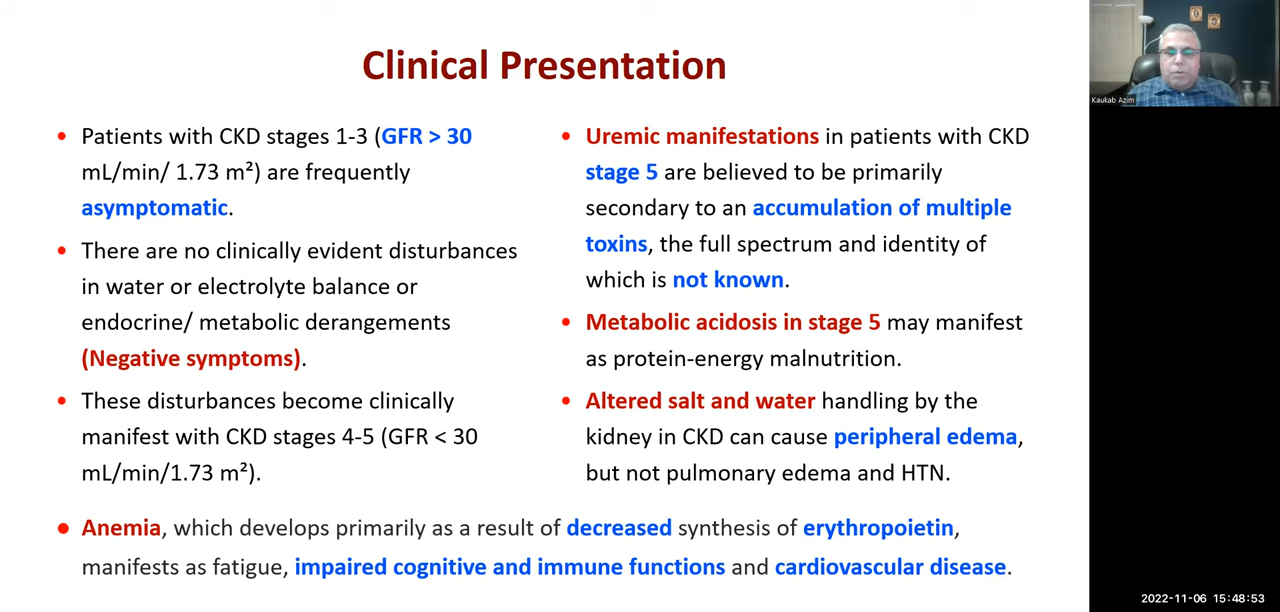 Clinical Presentation
• Patients with CKD stages 1-3 (GFR > 30
mL/min/ 1.73 m²) are frequently
asymptomatic.
• There are no clinically evident disturbances
in water or electrolyte balance or
endocrine/ metabolic derangements
(Negative symptoms).
• These disturbances become clinically
manifest with CKD stages 4-5 (GFR < 30
mL/min/1.73 m²).
• Uremic manifestations in patients with CKD
stage 5 are believed to be primarily
secondary to an accumulation of multiple
toxins, the full spectrum and identity of
which is not known.
• Metabolic acidosis in stage 5 may manifest
as protein-energy malnutrition.
• Altered salt and water handling by the
kidney in CKD can cause peripheral edema,
but not pulmonary edema and HTN.
• Anemia, which develops primarily as a result of decreased synthesis of erythropoietin,
manifests as fatigue, impaired cognitive and immune functions and cardiovascular disease.
Kaukab Azim
2022-11-06 15:48:53